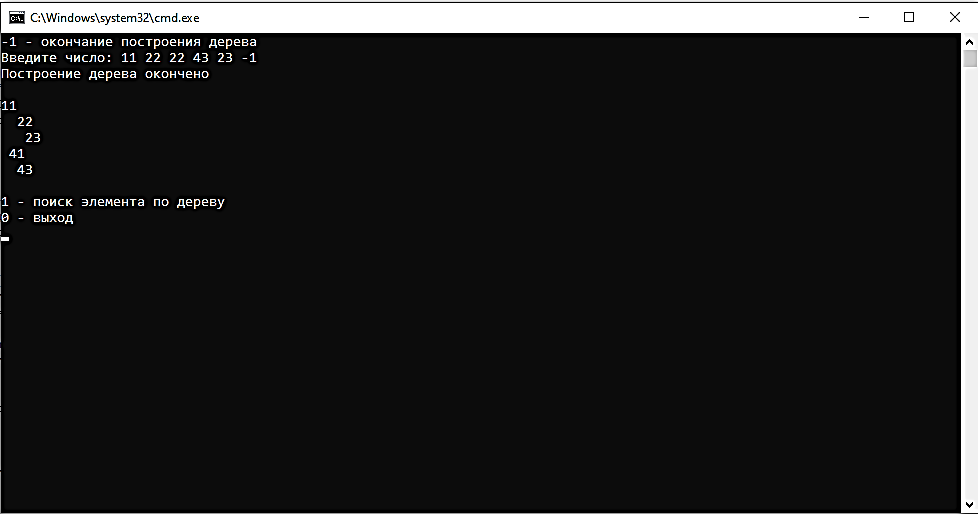 C:\Windows\system32\cmd.exe
-1 - окончание построения дерева
Введите число: 11 22 22 43 23 -1
Построение дерева окончено
11
22
23
41
43
1 - поиск элемента по дереву
0 - выход